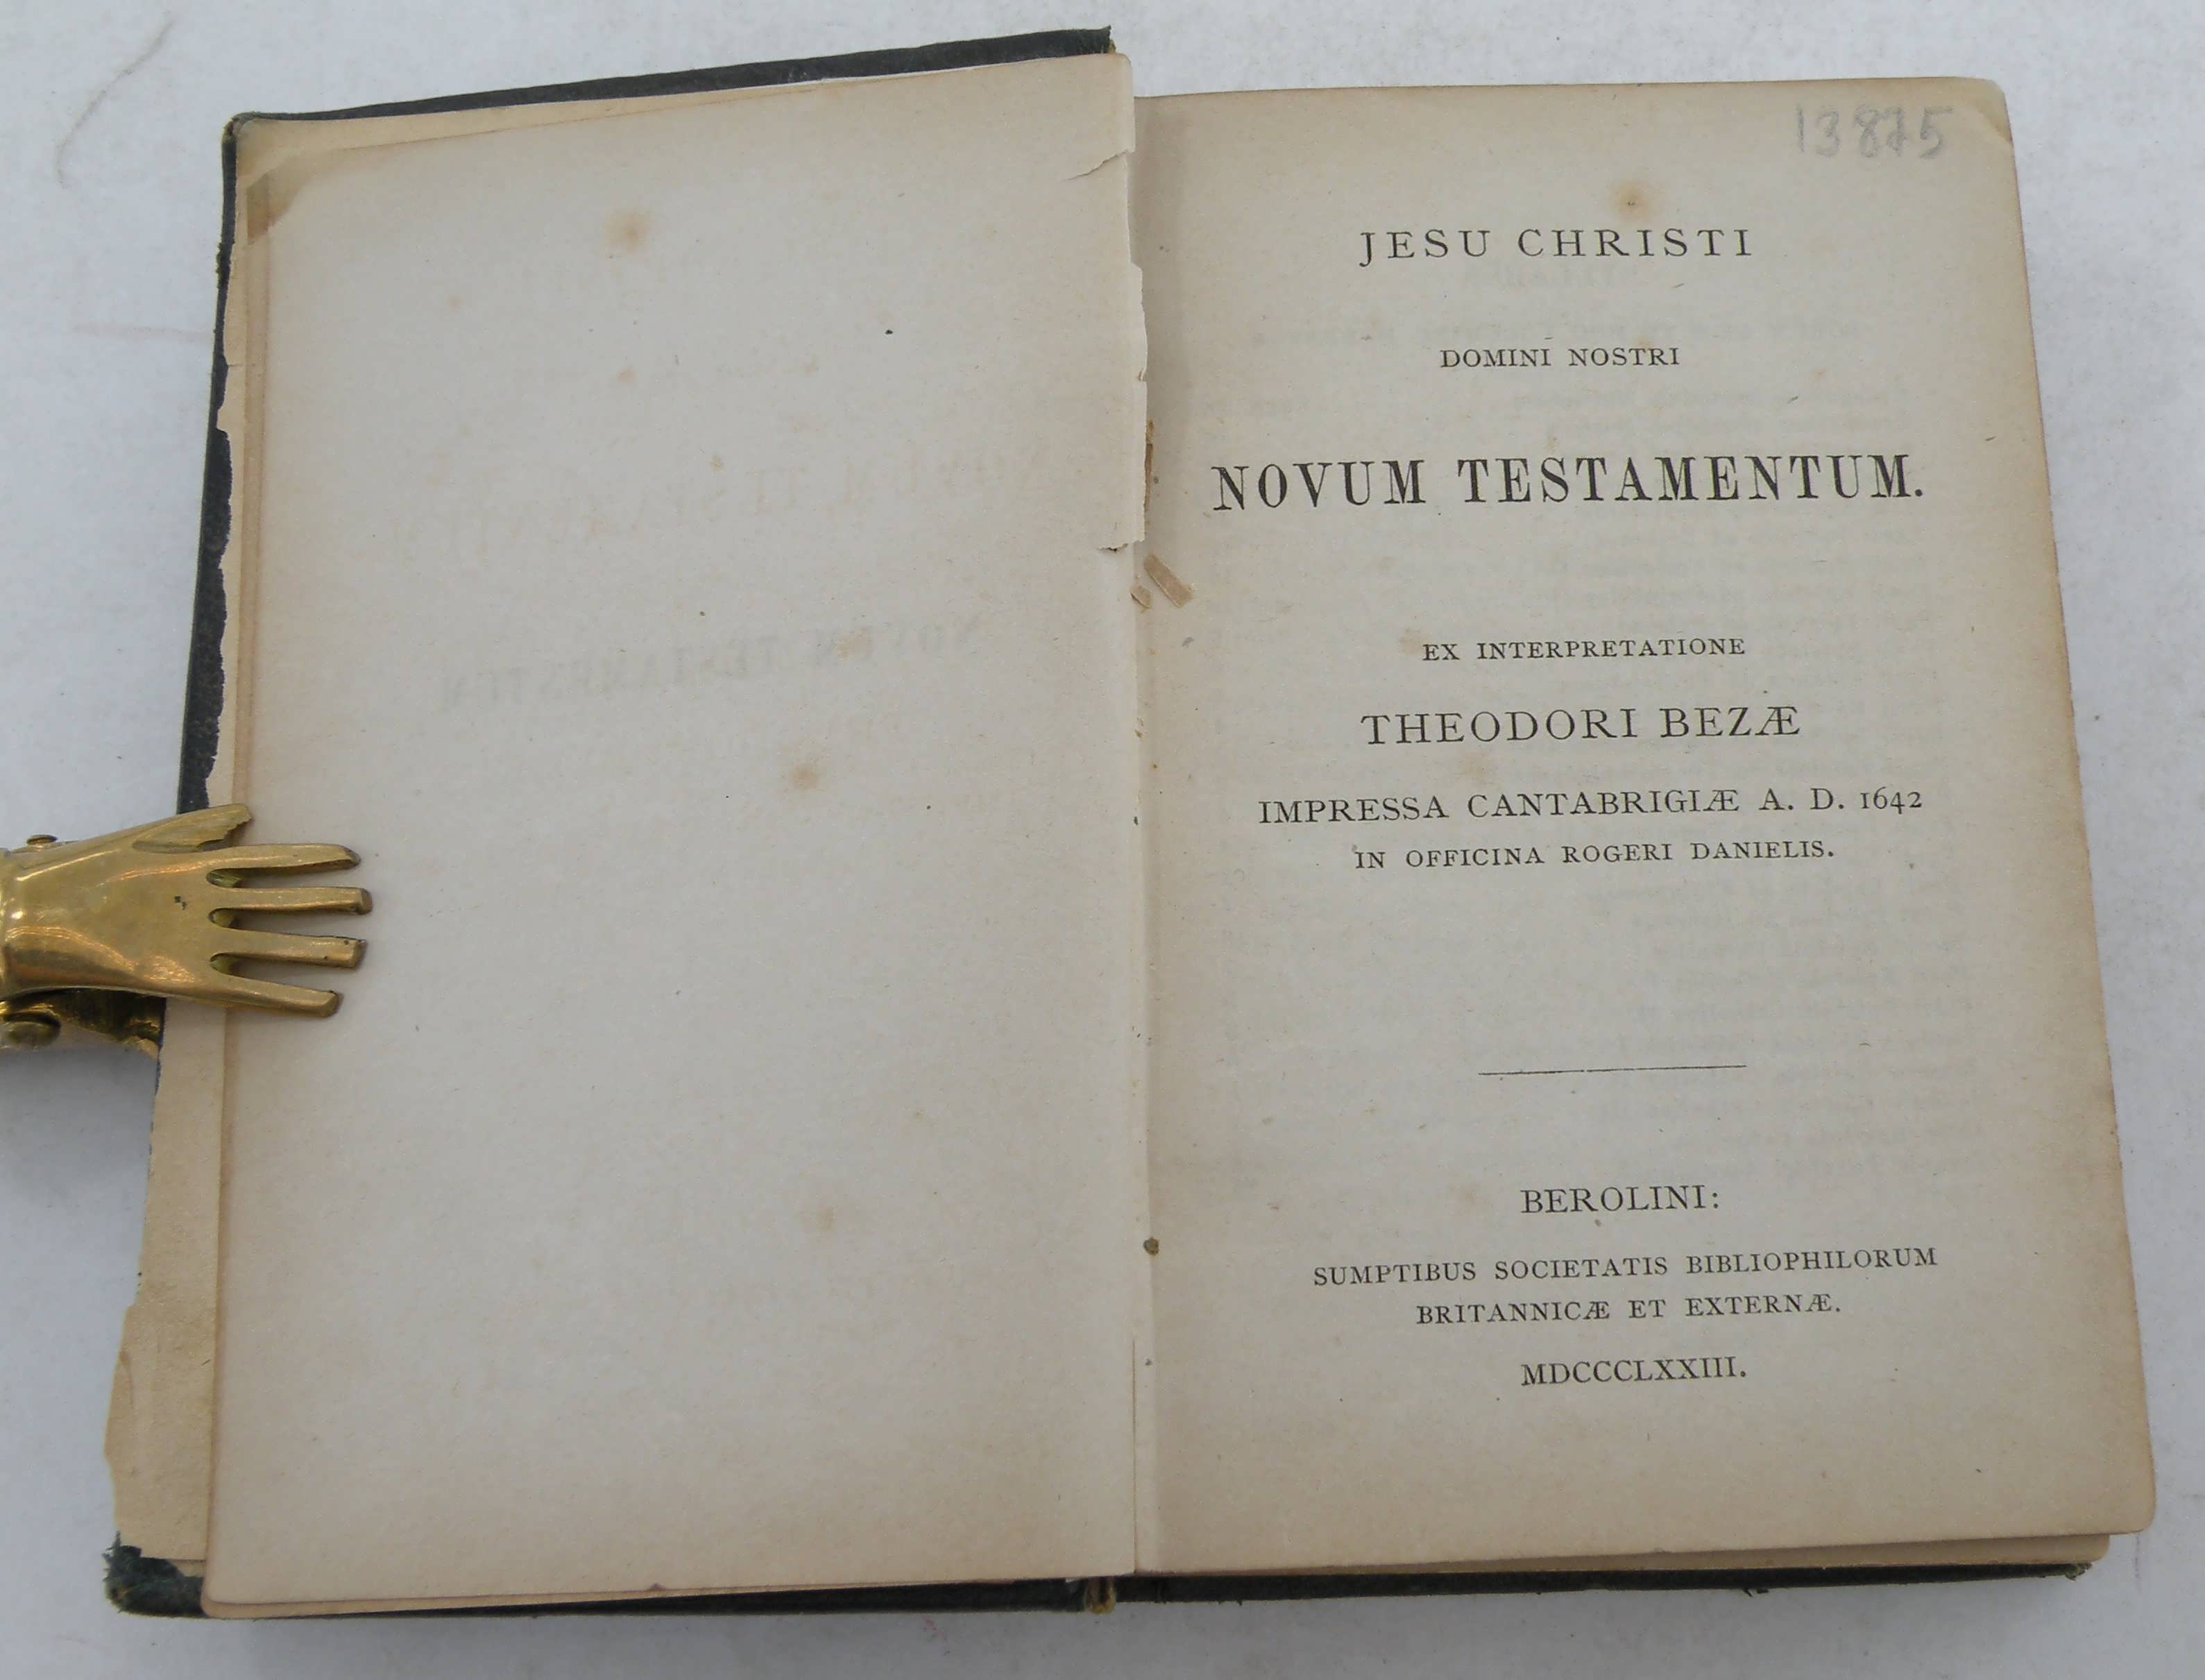 13875
JESU CHRISTI
DOMINI NOSTRI
NOVUM TESTAMENTUM.
EX INTERPRETATIONE
THEODORI BEZÆ
IMPRESSA CANTABRIGIÆ A. D. 1642
IN OFFICINA ROGERI DANIELIS.
BEROLINI:
SUMPTIBUS SOCIETATIS BIBLIOPHILORUM
BRITANNICÆ ET EXTERNÆ.
MDCCCLXXIII.